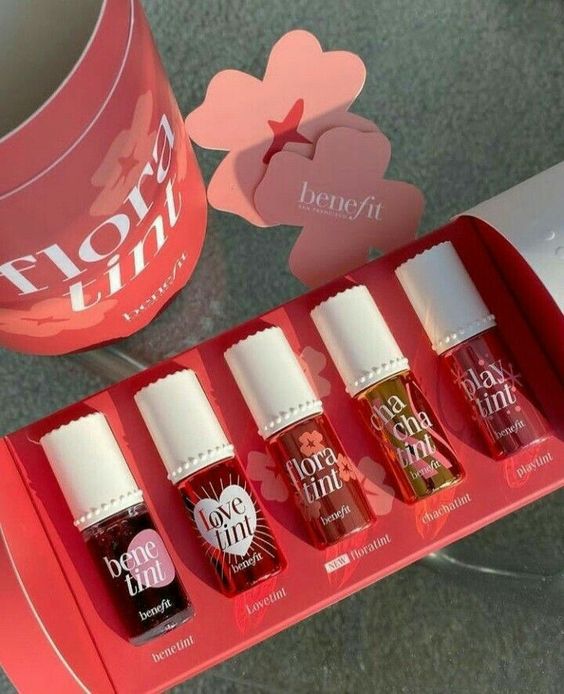 flora
tint
benefit
benefit
SAN FRANCISCO
bene
tint
benefit
love
tint
benefit
flora
tint
benefit
cha
cha
tint
benefit
play
tint
benefit
benetint
lovetint
NEW floratint
chachatint
playtint